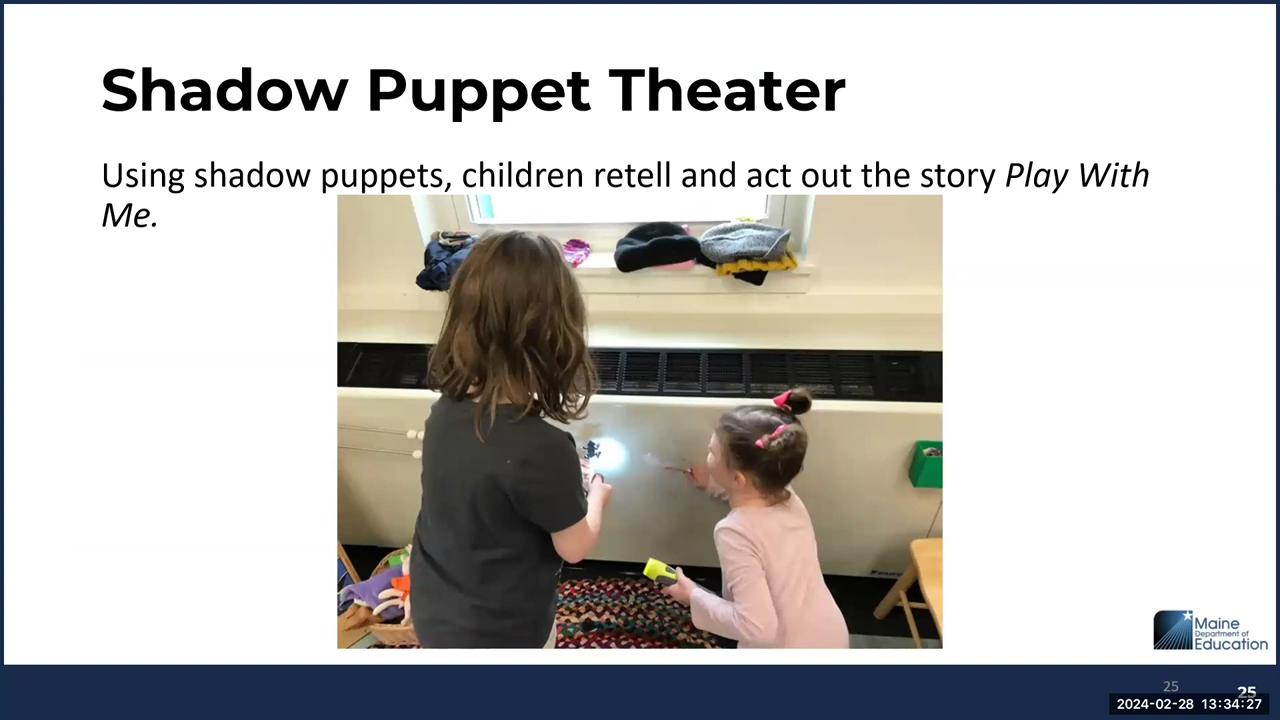 Shadow Puppet Theater
Using shadow puppets, children retell and act out the story Play With
Me.
Maine
Department of
Education
25
25
2024-02-28 13:34:27